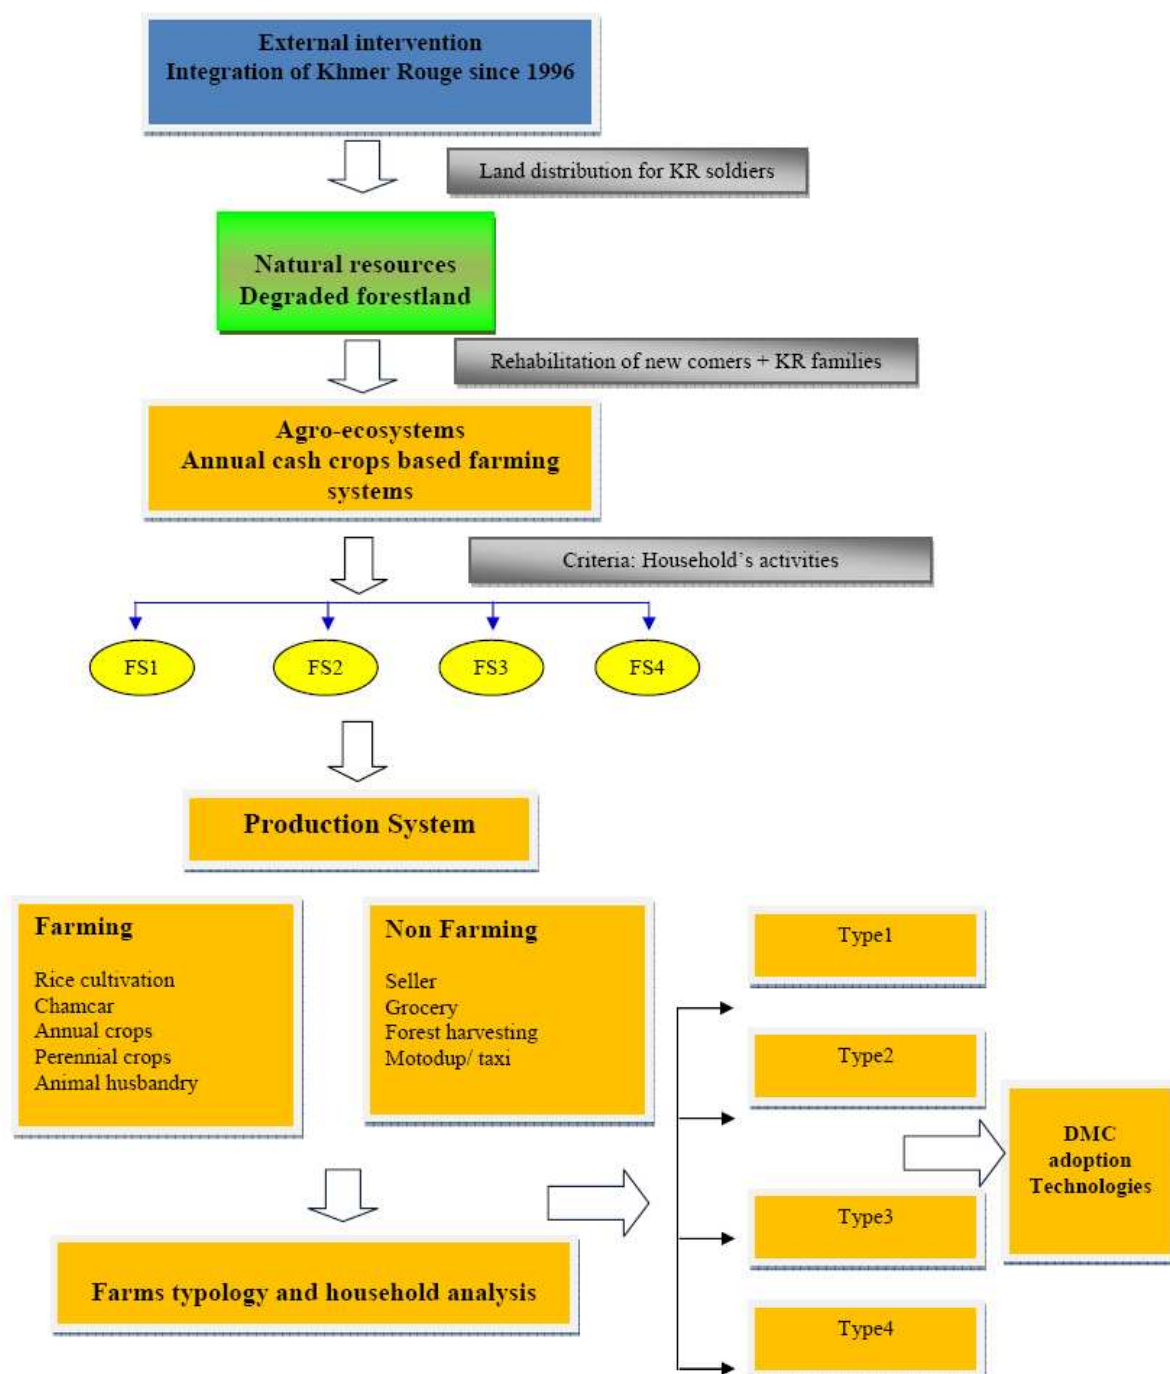 External intervention
Integration of Khmer Rouge since 1996
Land distribution for KR soldiers
Natural resources
Degraded forestland
Rehabilitation of new comers + KR families
Agro-ecosystems
Annual cash crops based farming
systems
Criteria: Household's activities
FS1
FS2
FS3
FS4
Production System
Farming
Rice cultivation
Chamcar
Annual crops
Perennial crops
Animal husbandry
Non Farming
Seller
Grocery
Forest harvesting
Motodup/ taxi
Type1
Type2
Type3
Type4
DMC
adoption
Technologies
Farms typology and household analysis